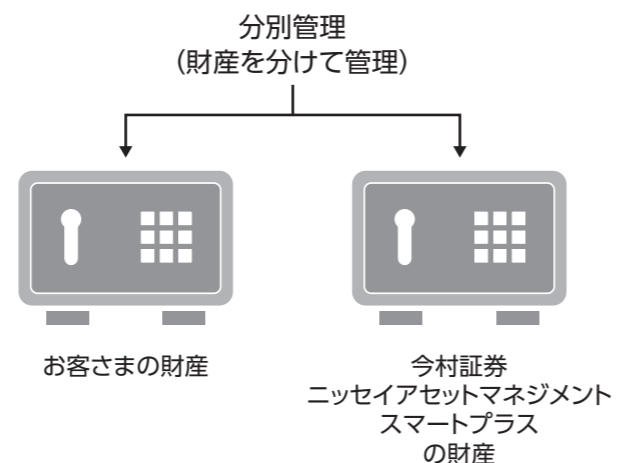 分別管理
(財産を分けて管理)
お客さまの財産
今村証券
ニッセイアセットマネジメント
スマートプラス
の財産